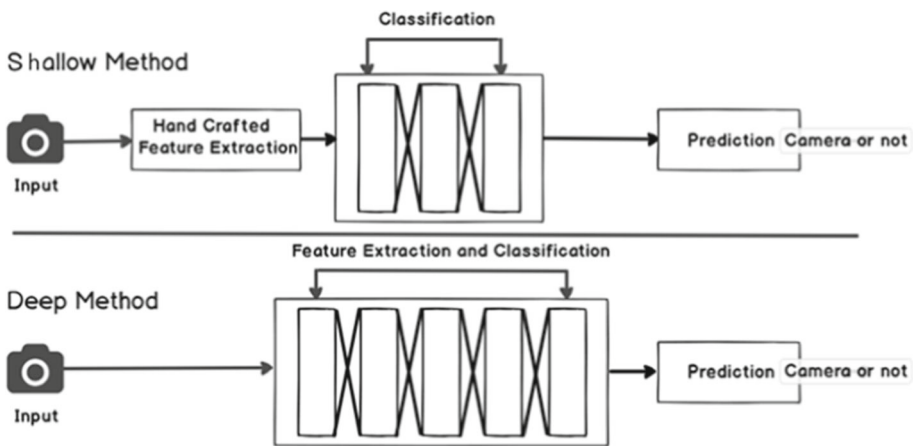 Classification
Shallow Method
Hand Crafted
Feature Extraction
Input
Prediction Camera or not
Feature Extraction and Classification
Deep Method
Input
Prediction Camera or not